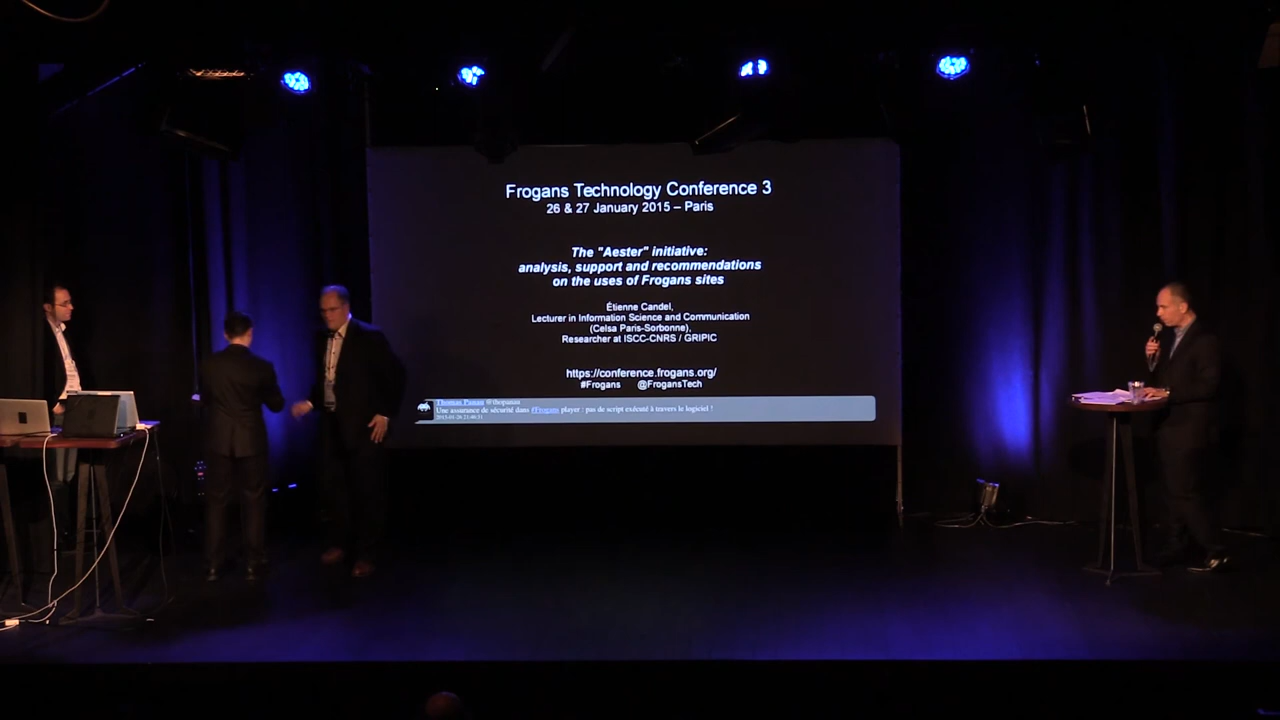 Frogans Technology Conference 3
26 & 27 January 2015 – Paris
The "Aester" initiative:
analysis, support and recommendations
on the uses of Frogans sites
Étienne Candel,
Lecturer in Information Science and Communication
(Celsa Paris-Sorbonne),
Researcher at ISCC-CNRS / GRIPIC
https://conference.frogans.org/
#Frogans @FrogansTech
Thomas Panau @thopanau
Une assurance de sécurité dans #Frogans player : pas de script exécuté à travers le logiciel !